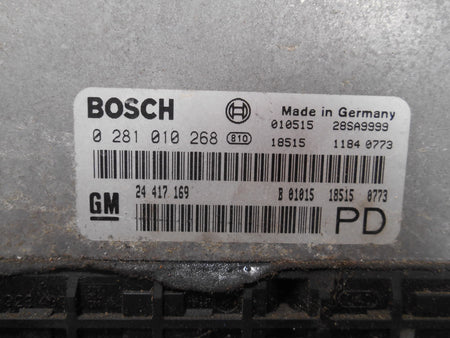 BOSCH
Made in Germany
010515 28SA9999
0 281 010 268 810
18515 1184 0773
24 417 169 B 01015 18515 0773
GM
PD